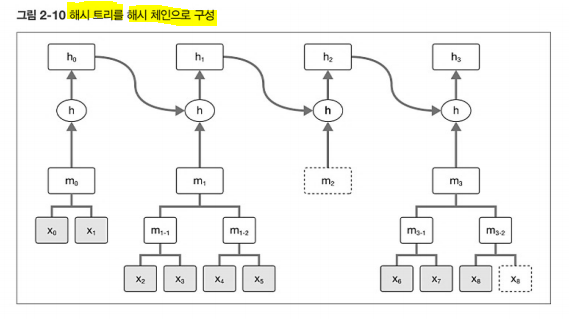 그림 2-10 해시 트리를 해시 체인으로 구성
h₀ h₁ h₂ h₃
h h h h
m₀ m₁ m₂ m₃
x₀ x₁ m₁₋₁ m₁₋₂ m₃₋₁ m₃₋₂
x₂ x₃ x₄ x₅ x₆ x₇ x₈ x₈